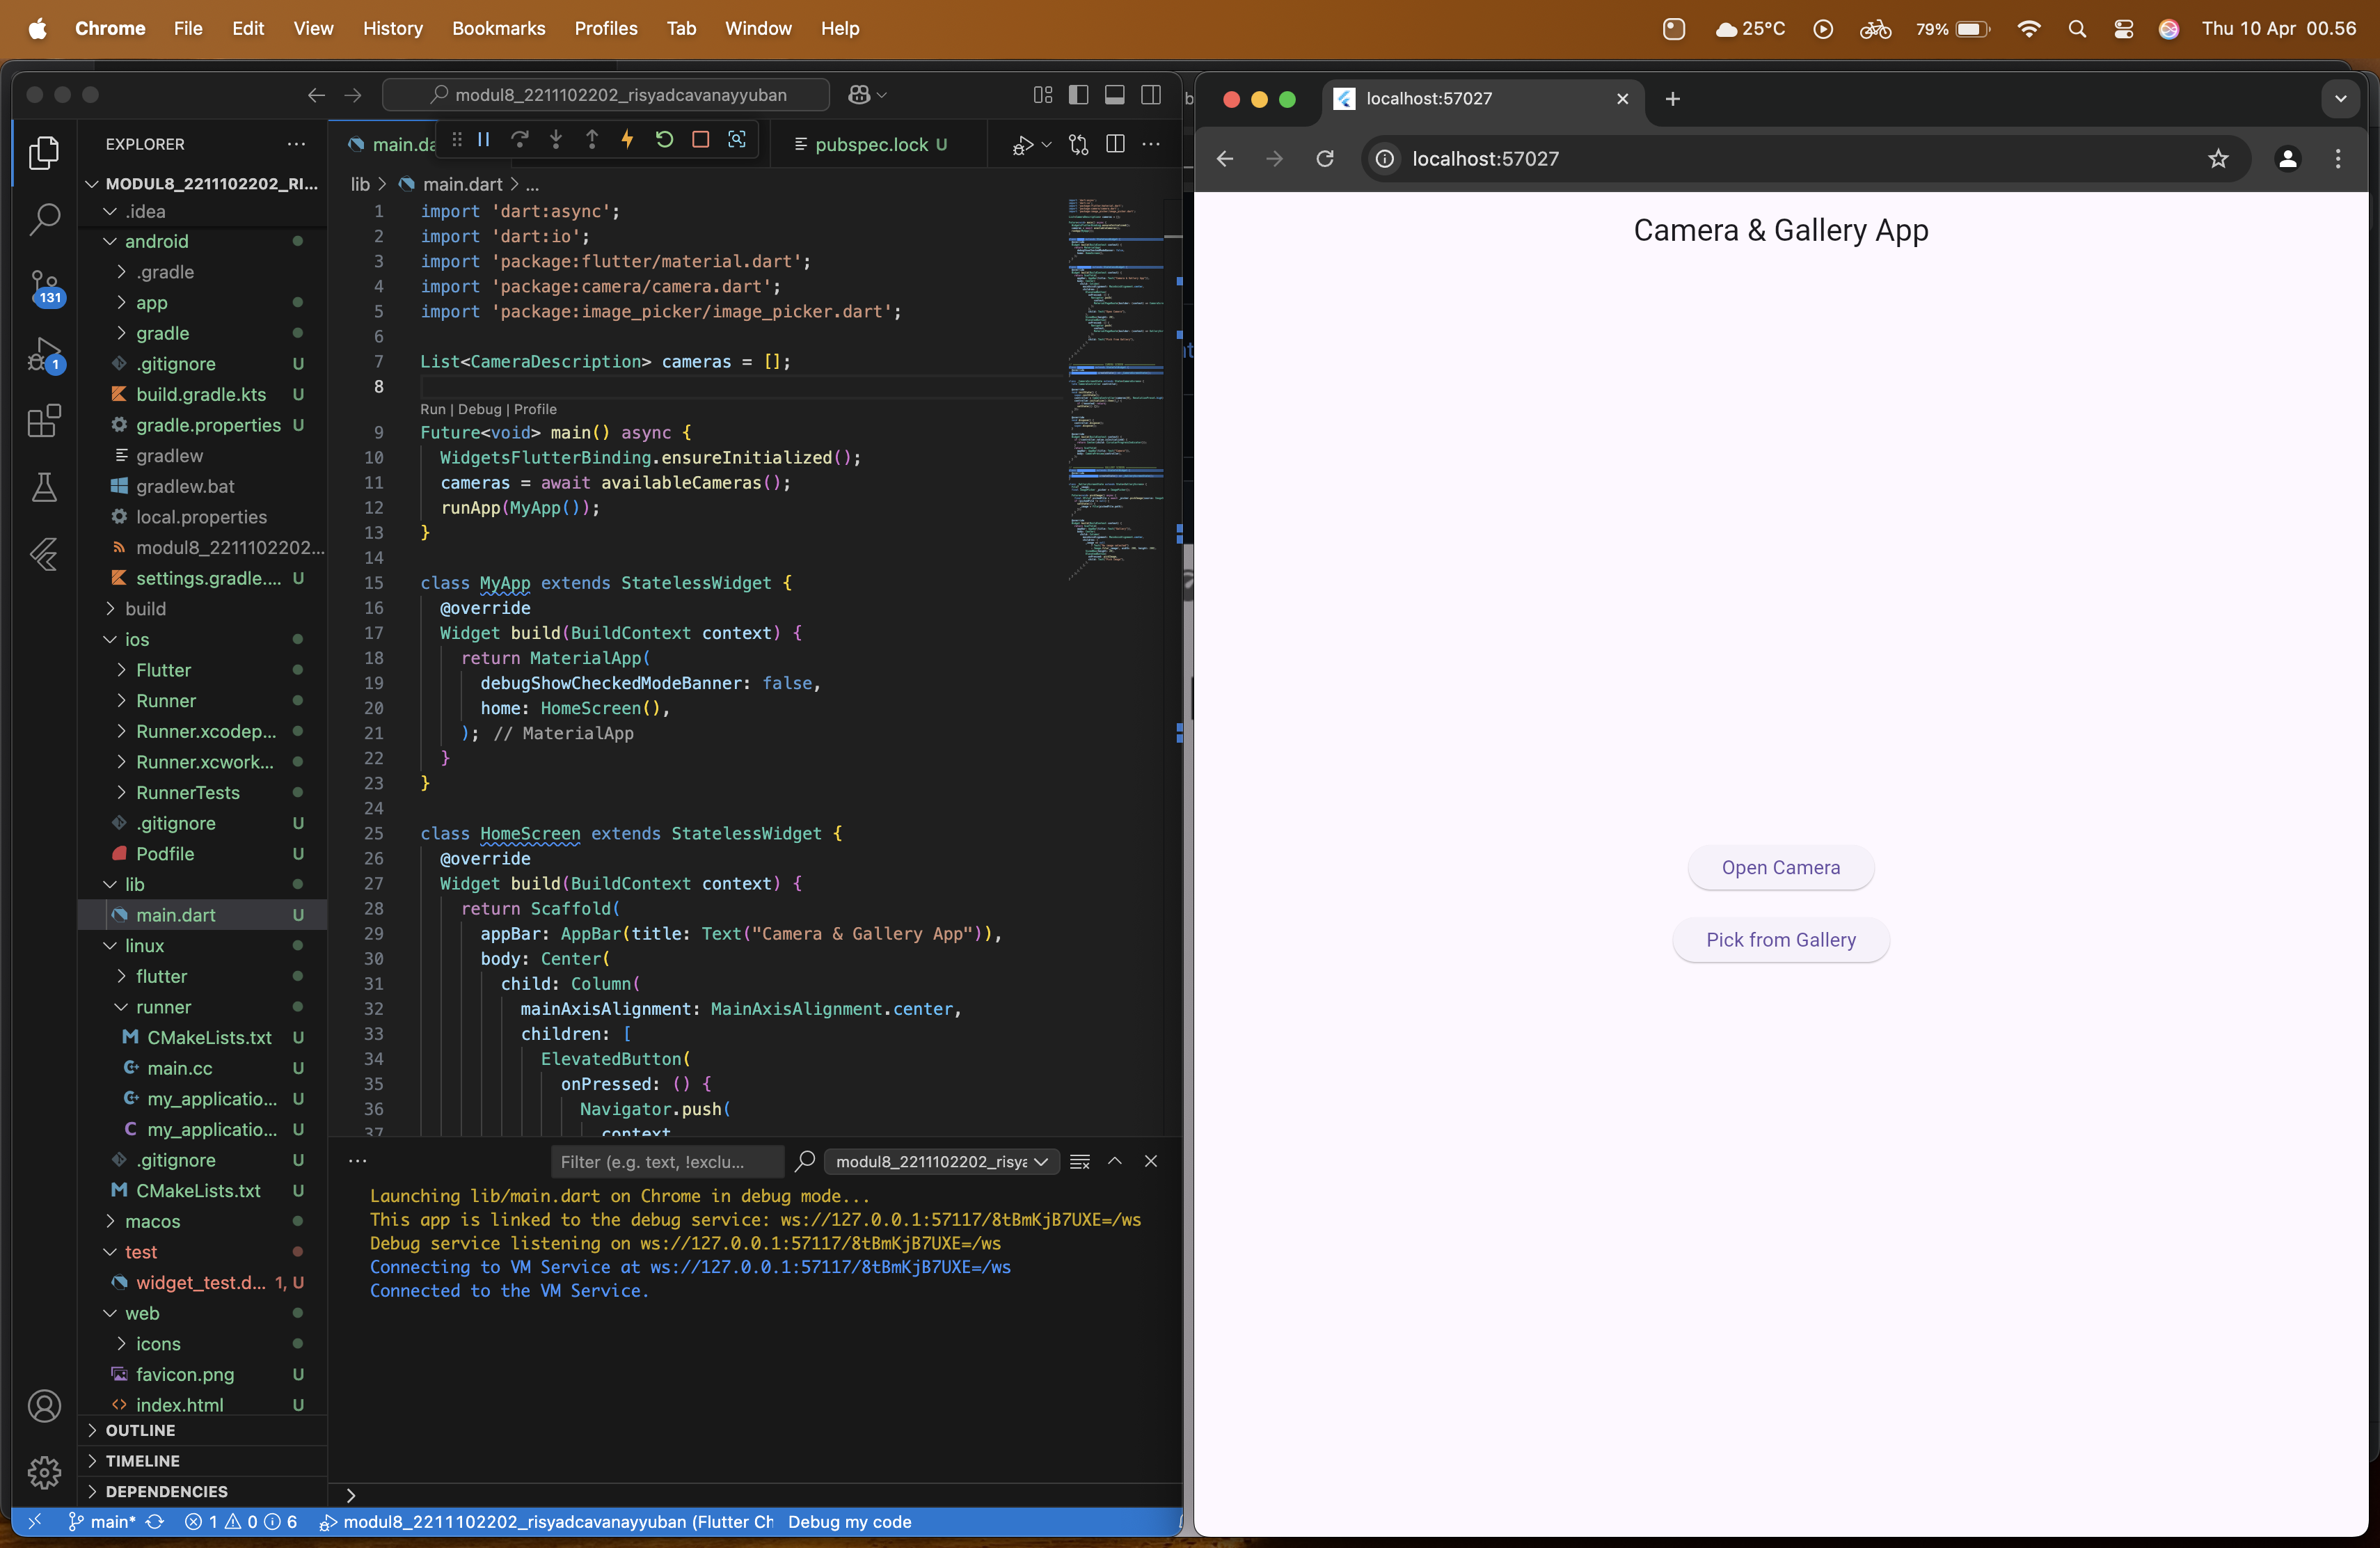 Chrome File Edit View History Bookmarks Profiles Tab Window Help
25°C 79% Thu 10 Apr 00.56
modul8_2211102202_risyadcavanayyuban
EXPLORER
MODUL8_2211102202_RI...
.idea
android
.gradle
app
gradle
.gitignore U
build.gradle.kts U
gradle.properties U
gradlew
gradlew.bat
local.properties
modul8_2211102202...
settings.gradle.... U
build
ios
Flutter
Runner
Runner.xcodep...
Runner.xcwork...
RunnerTests
.gitignore U
Podfile U
lib
main.dart U
linux
flutter
runner
CMakeLists.txt U
main.cc U
my_applicatio... U
my_applicatio... U
.gitignore U
CMakeLists.txt U
macos
test
widget_test.d... 1, U
web
icons
favicon.png U
index.html U
OUTLINE
TIMELINE
DEPENDENCIES
131
1
main.da
pubspec.lock U
lib > main.dart > ...
1 import 'dart:async';
2 import 'dart:io';
3 import 'package:flutter/material.dart';
4 import 'package:camera/camera.dart';
5 import 'package:image_picker/image_picker.dart';
6
7 List<CameraDescription> cameras = [];
8
Run | Debug | Profile
9 Future<void> main() async {
10 WidgetsFlutterBinding.ensureInitialized();
11 cameras = await availableCameras();
12 runApp(MyApp());
13 }
14
15 class MyApp extends StatelessWidget {
16 @override
17 Widget build(BuildContext context) {
18 return MaterialApp(
19 debugShowCheckedModeBanner: false,
20 home: HomeScreen(),
21 ); // MaterialApp
22 }
23 }
24
25 class HomeScreen extends StatelessWidget {
26 @override
27 Widget build(BuildContext context) {
28 return Scaffold(
29 appBar: AppBar(title: Text("Camera & Gallery App")),
30 body: Center(
31 child: Column(
32 mainAxisAlignment: MainAxisAlignment.center,
33 children: [
34 ElevatedButton(
35 onPressed: () {
36 Navigator.push(
37 context
Filter (e.g. text, !exclu... modul8_2211102202_risya
Launching lib/main.dart on Chrome in debug mode...
This app is linked to the debug service: ws://127.0.0.1:57117/8tBmKjB7UXE=/ws
Debug service listening on ws://127.0.0.1:57117/8tBmKjB7UXE=/ws
Connecting to VM Service at ws://127.0.0.1:57117/8tBmKjB7UXE=/ws
Connected to the VM Service.
main* 1 0 6 modul8_2211102202_risyadcavanayyuban (Flutter Ch Debug my code
localhost:57027
localhost:57027
Camera & Gallery App
Open Camera
Pick from Gallery